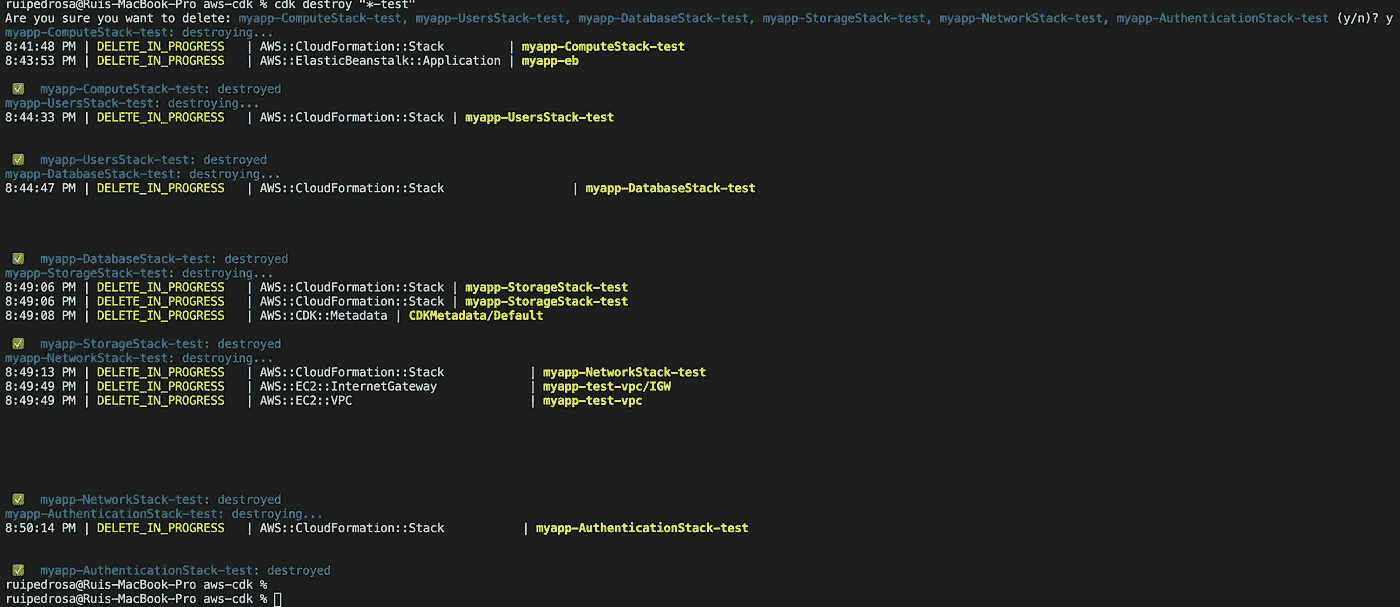 ruipedrosa@Ruis-MacBook-Pro aws-cdk % cdk destroy "*-test"
Are you sure you want to delete: myapp-ComputeStack-test, myapp-UsersStack-test, myapp-DatabaseStack-test, myapp-StorageStack-test, myapp-NetworkStack-test, myapp-AuthenticationStack-test (y/n)? y
myapp-ComputeStack-test: destroying...
8:41:48 PM | DELETE_IN_PROGRESS | AWS::CloudFormation::Stack | myapp-ComputeStack-test
8:43:53 PM | DELETE_IN_PROGRESS | AWS::ElasticBeanstalk::Application | myapp-eb
✅ myapp-ComputeStack-test: destroyed
myapp-UsersStack-test: destroying...
8:44:33 PM | DELETE_IN_PROGRESS | AWS::CloudFormation::Stack | myapp-UsersStack-test
✅ myapp-UsersStack-test: destroyed
myapp-DatabaseStack-test: destroying...
8:44:47 PM | DELETE_IN_PROGRESS | AWS::CloudFormation::Stack | myapp-DatabaseStack-test
✅ myapp-DatabaseStack-test: destroyed
myapp-StorageStack-test: destroying...
8:49:06 PM | DELETE_IN_PROGRESS | AWS::CloudFormation::Stack | myapp-StorageStack-test
8:49:06 PM | DELETE_IN_PROGRESS | AWS::CloudFormation::Stack | myapp-StorageStack-test
8:49:08 PM | DELETE_IN_PROGRESS | AWS::CDK::Metadata | CDKMetadata/Default
✅ myapp-StorageStack-test: destroyed
myapp-NetworkStack-test: destroying...
8:49:13 PM | DELETE_IN_PROGRESS | AWS::CloudFormation::Stack | myapp-NetworkStack-test
8:49:49 PM | DELETE_IN_PROGRESS | AWS::EC2::InternetGateway | myapp-test-vpc/IGW
8:49:49 PM | DELETE_IN_PROGRESS | AWS::EC2::VPC | myapp-test-vpc
✅ myapp-NetworkStack-test: destroyed
myapp-AuthenticationStack-test: destroying...
8:50:14 PM | DELETE_IN_PROGRESS | AWS::CloudFormation::Stack | myapp-AuthenticationStack-test
✅ myapp-AuthenticationStack-test: destroyed
ruipedrosa@Ruis-MacBook-Pro aws-cdk %
ruipedrosa@Ruis-MacBook-Pro aws-cdk %